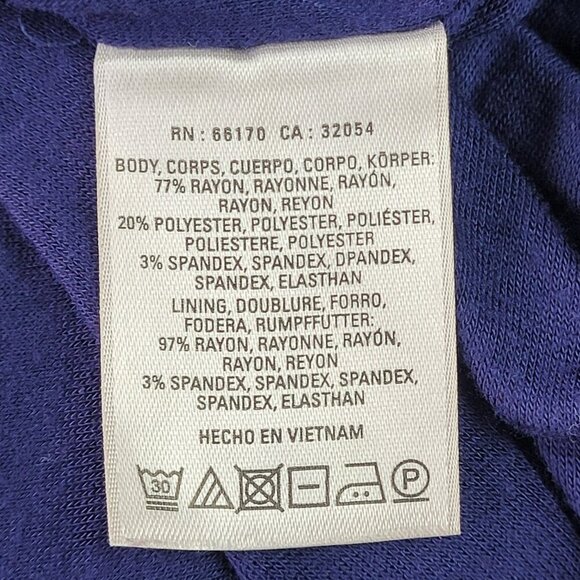 RN : 66170 CA : 32054
BODY, CORPS, CUERPO, CORPO, KÖRPER:
77% RAYON, RAYONNE, RAYÓN,
RAYON, REYON
20% POLYESTER, POLYESTER, POLIÉSTER,
POLIESTERE, POLYESTER
3% SPANDEX, SPANDEX, DPANDEX,
SPANDEX, ELASTHAN
LINING, DOUBLURE, FORRO,
FODERA, RUMPFFUTTER:
97% RAYON, RAYONNE, RAYÓN,
RAYON, REYON
3% SPANDEX, SPANDEX, SPANDEX,
SPANDEX, ELASTHAN
HECHO EN VIETNAM
30 P